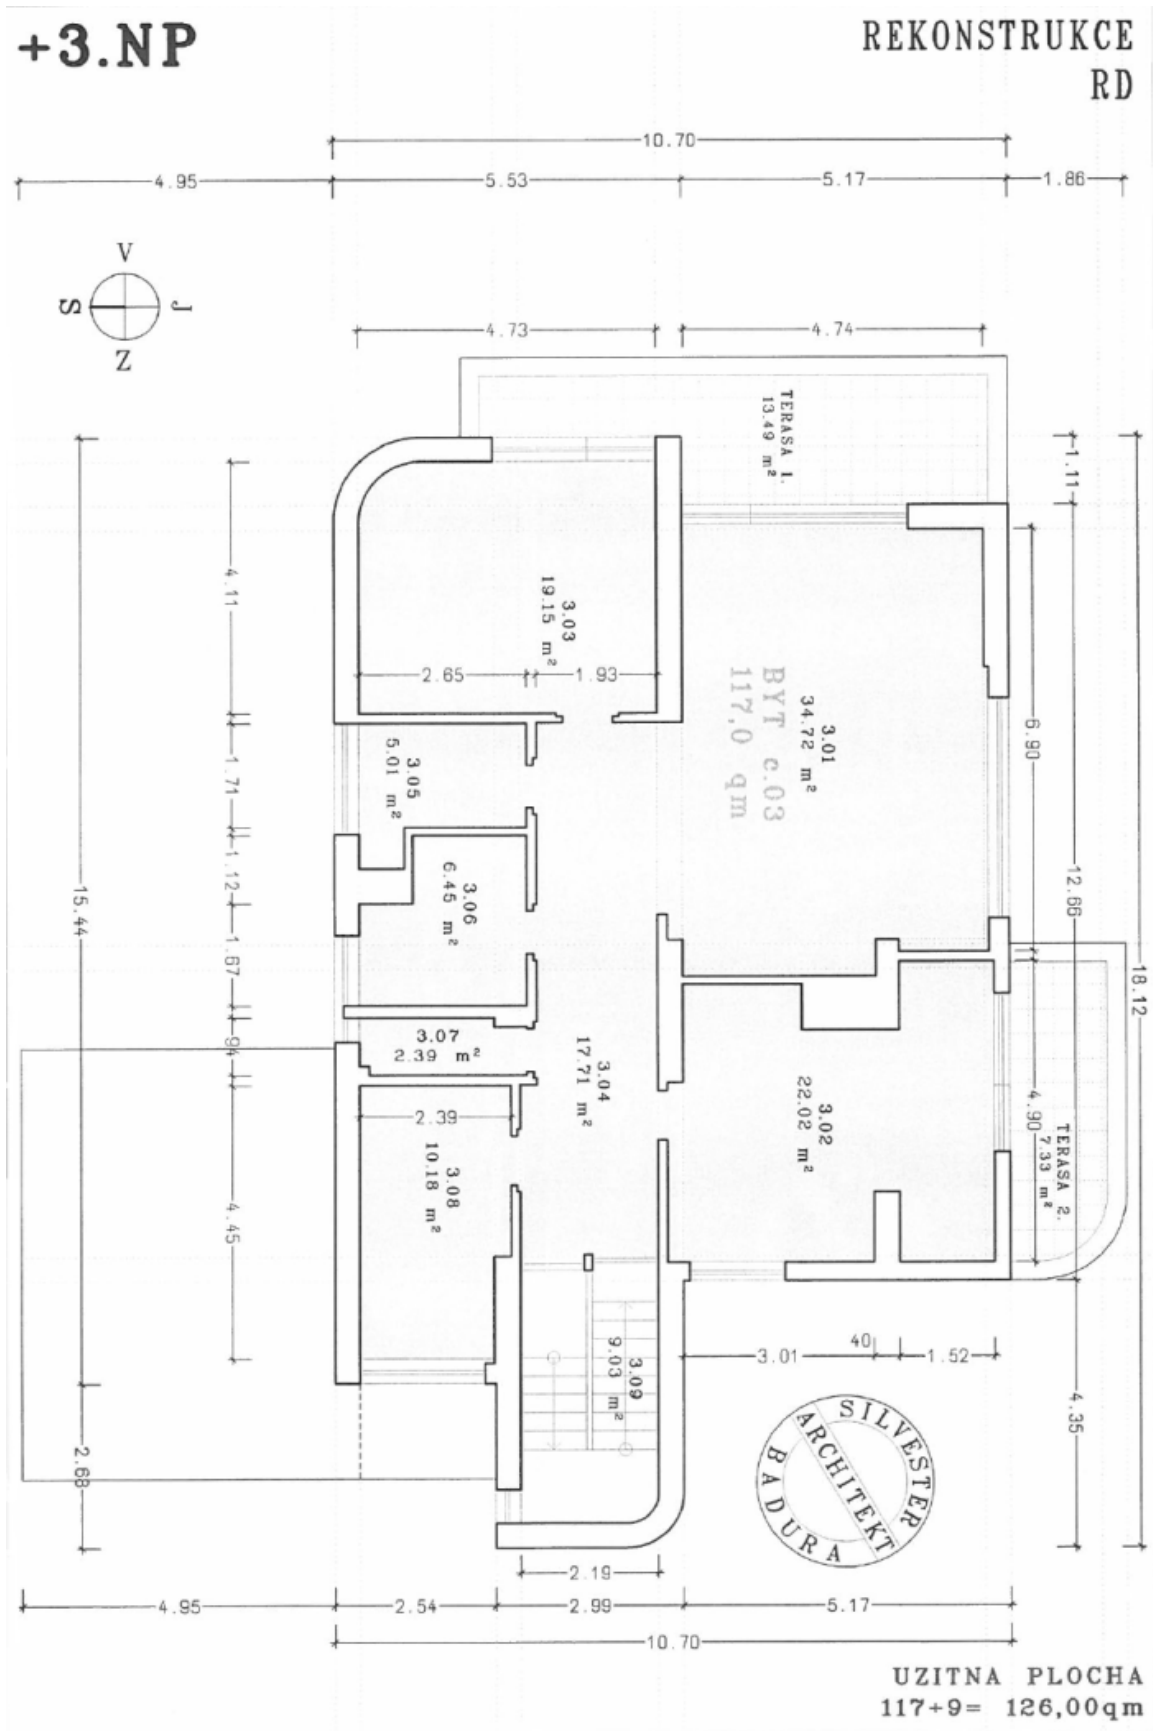 +3.NP
REKONSTRUKCE
RD
10.70
4.95
5.53
5.17
1.86
V
S
J
Z
4.73
4.74
TERASA 1.
13.49 m²
1.11
4.11
3.03
19.15 m²
2.65
1.93
BYT c.03
117,0 qm
3.01
34.72 m²
6.90
3.05
5.01 m²
1.71
1.12
3.06
6.45 m²
12.66
15.44
1.67
18.12
94
3.07
2.39 m²
3.04
17.71 m²
3.02
22.02 m²
4.90
TERASA 2.
7.33 m²
2.39
3.08
10.18 m²
4.45
3.09
9.03 m²
3.01
40
1.52
4.35
SILVESTER
ARCHITEKT
BADURA
2.68
2.19
4.95
2.54
2.99
5.17
10.70
UZITNA PLOCHA
117+9= 126,00qm